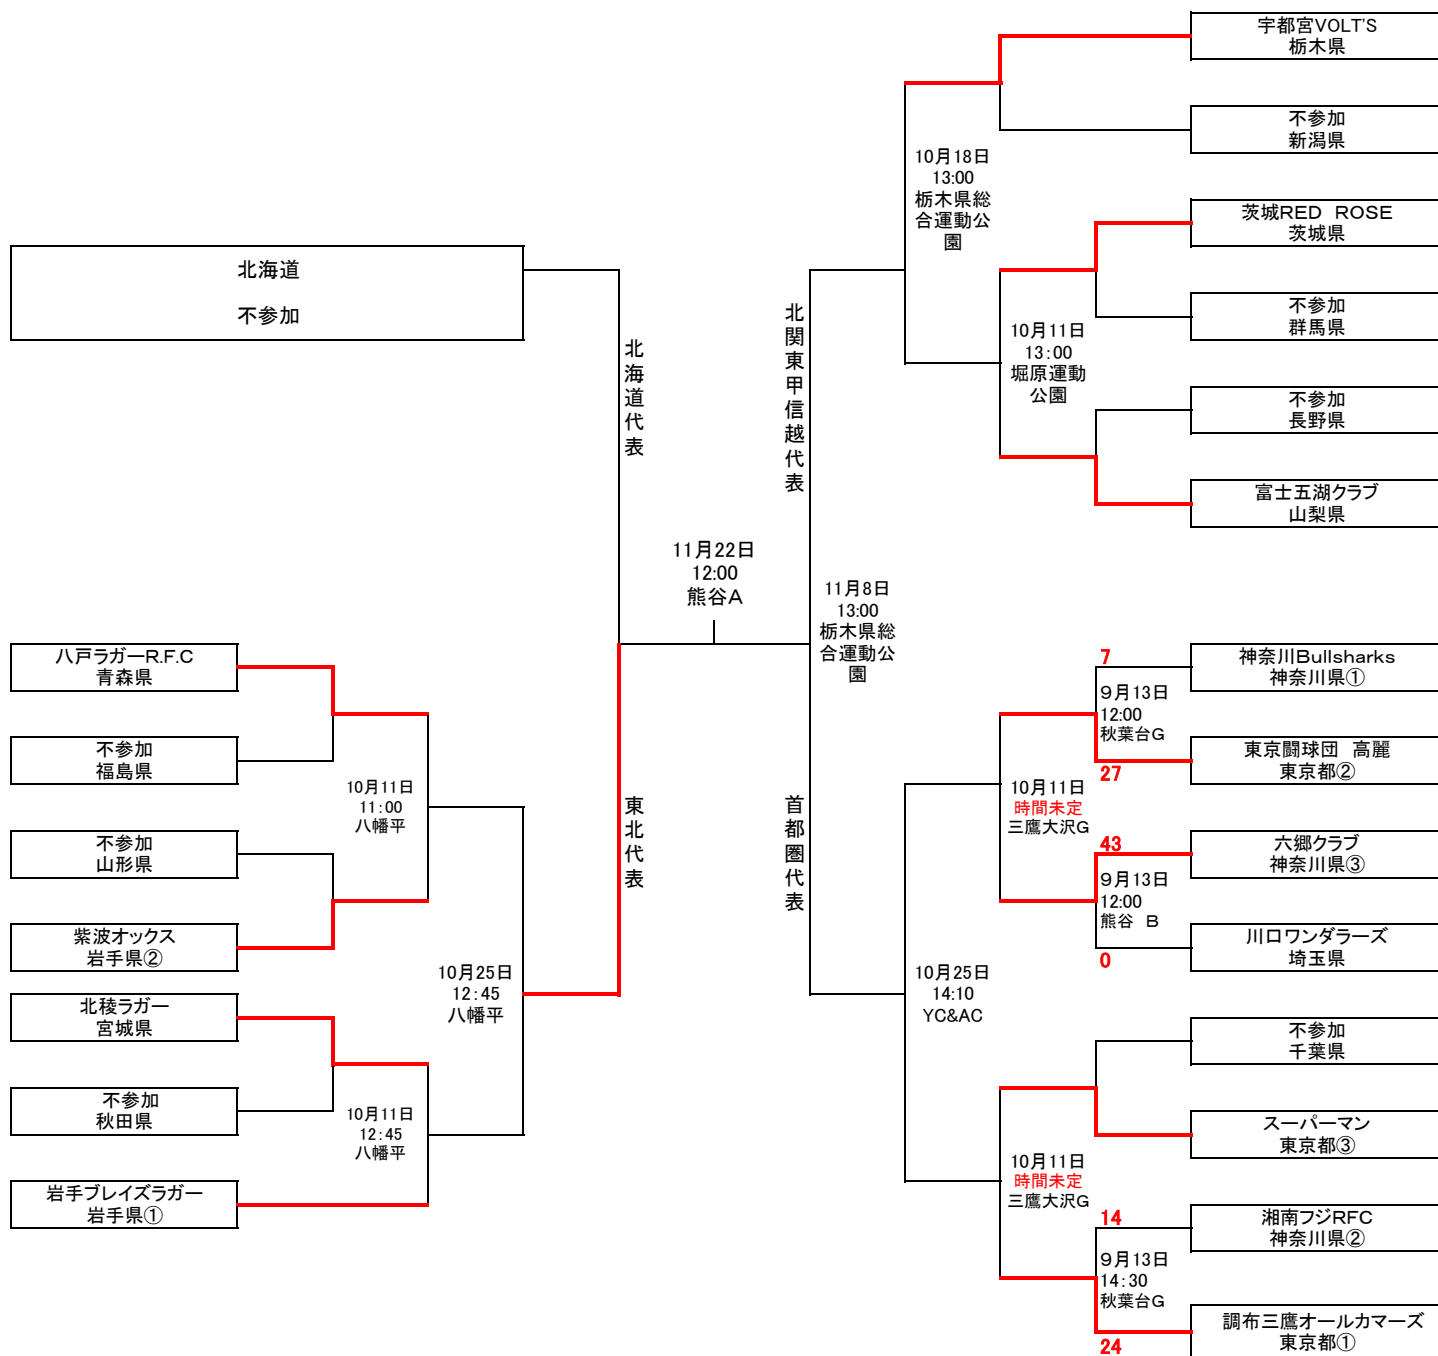 北海道
不参加
八戸ラガーR.F.C
青森県
不参加
福島県
不参加
山形県
紫波オックス
岩手県②
北稜ラガー
宮城県
不参加
秋田県
岩手ブレイズラガー
岩手県①
10月11日
11:00
八幡平
10月11日
12:45
八幡平
10月25日
12:45
八幡平
北海道代表
東北代表
11月22日
12:00
熊谷A
北関東甲信越代表
首都圏代表
11月8日
13:00
栃木県総
合運動公
園
10月18日
13:00
栃木県総
合運動公
園
10月11日
13:00
堀原運動
公園
宇都宮VOLT'S
栃木県
不参加
新潟県
茨城RED ROSE
茨城県
不参加
群馬県
不参加
長野県
富士五湖クラブ
山梨県
10月25日
14:10
YC&AC
10月11日
時間未定
三鷹大沢G
10月11日
時間未定
三鷹大沢G
7
9月13日
12:00
秋葉台G
27
43
9月13日
12:00
熊谷 B
0
14
9月13日
14:30
秋葉台G
24
神奈川Bullsharks
神奈川県①
東京闘球団 高麗
東京都②
六郷クラブ
神奈川県③
川口ワンダラーズ
埼玉県
不参加
千葉県
スーパーマン
東京都③
湘南フジRFC
神奈川県②
調布三鷹オールカマーズ
東京都①